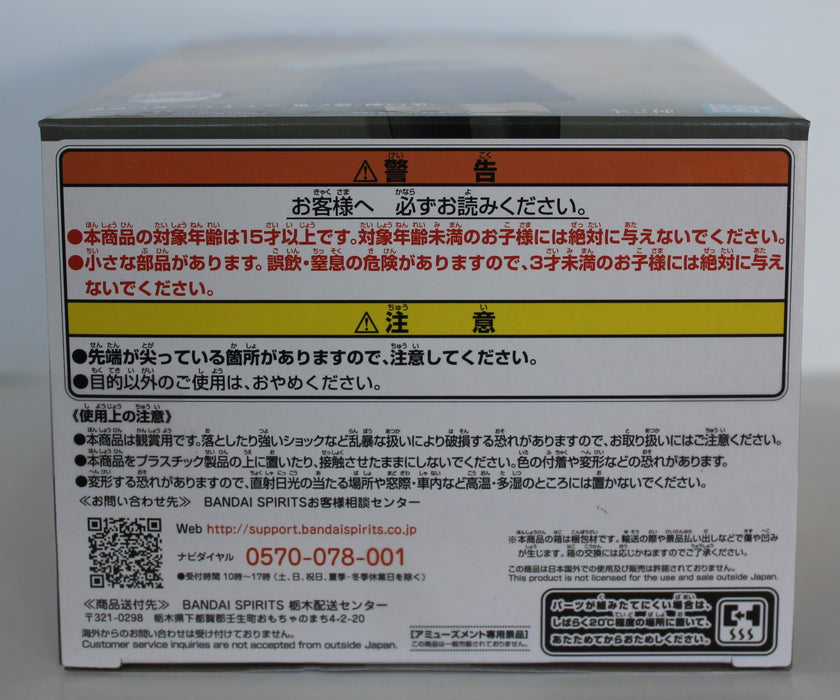 ⚠警告
お客様へ 必ずお読みください。
●本商品の対象年齢は15才以上です。対象年齢未満のお子様には絶対に与えないでください。
●小さな部品があります。誤飲・窒息の危険がありますので、3才未満のお子様には絶対に与え
ないでください。
⚠注意
●先端が尖っている箇所がありますので、注意してください。
●目的以外のご使用は、おやめください。
《使用上の注意》
●本商品は観賞用です。落としたり強いショックなど乱暴な扱いにより破損する恐れがありますので、お取り扱いにはご注意ください。
●本商品をプラスチック製品の上に置いたり、接触させたままにしないでください。色の付着や変形などの恐れがあります。
●変形する恐れがありますので、直射日光の当たる場所や窓際・車内など高温・多湿のところには置かないでください。
≪お問い合わせ先≫ BANDAI SPIRITSお客様相談センター
Web http://support.bandaispirits.co.jp
ナビダイヤル 0570-078-001
●受付時間 10時〜17時(土、日、祝日、夏季・冬季休業日を除く)
※本商品の箱は梱包材です。輸送の際や景品払い出しなどで傷や凹み
が生じます。箱の交換には応じかねますのでご了承ください。
この商品は日本国外での使用及び販売は許諾されておりません。
This product is not licensed for the use and sale outside Japan.
≪商品送付先≫ BANDAI SPIRITS 栃木配送センター
〒321-0298 栃木県下都賀郡壬生町おもちゃのまち4-2-20
海外からのお問い合わせは受け付けておりません。
Customer service inquiries are not accepted from outside Japan.
【アミューズメント専用景品】
この商品は一般市販されておりません。
パーツが組みたてにくい場合は、
しばらく20℃程度の場所に置いて、
あたためてからおためしください。